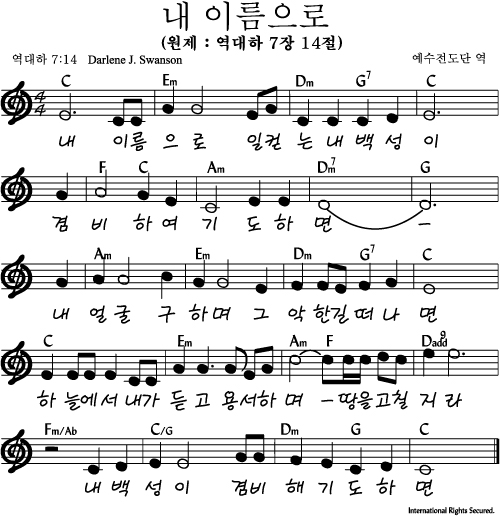 내 이름으로
(원제 : 역대하 7장 14절)
역대하 7:14 Darlene J. Swanson 예수전도단 역
C Em Dm G7 C
4 4
내 이름 으 로 일컫 는 내 백 성 이
F C Am Dm7 G
겸 비 하 여 기 도 하 면 –
Am Em Dm G7 C
내 얼 굴 구 하 며 그 악 한길 떠 나 면
C Em Am F Dadd9
하 늘에서 내가 듣 고 용서하 며 – 땅을고칠 지 라
Fm/Ab C/G Dm G C
내 백 성 이 겸비 해 기 도 하 면
International Rights Secured.